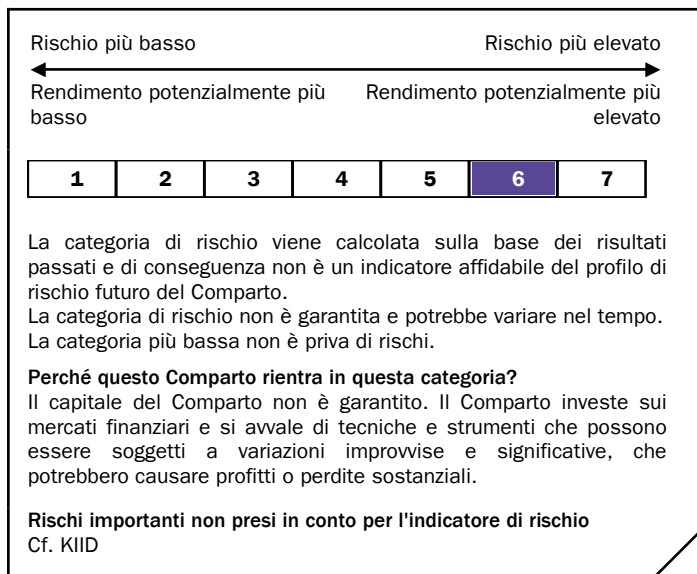 Rischio più basso Rischio più elevato
Rendimento potenzialmente più basso Rendimento potenzialmente più elevato
1 2 3 4 5 6 7
La categoria di rischio viene calcolata sulla base dei risultati
passati e di conseguenza non è un indicatore affidabile del profilo di
rischio futuro del Comparto.
La categoria di rischio non è garantita e potrebbe variare nel tempo.
La categoria più bassa non è priva di rischi.
Perché questo Comparto rientra in questa categoria?
Il capitale del Comparto non è garantito. Il Comparto investe sui
mercati finanziari e si avvale di tecniche e strumenti che possono
essere soggetti a variazioni improvvise e significative, che
potrebbero causare profitti o perdite sostanziali.
Rischi importanti non presi in conto per l'indicatore di rischio
Cf. KIID